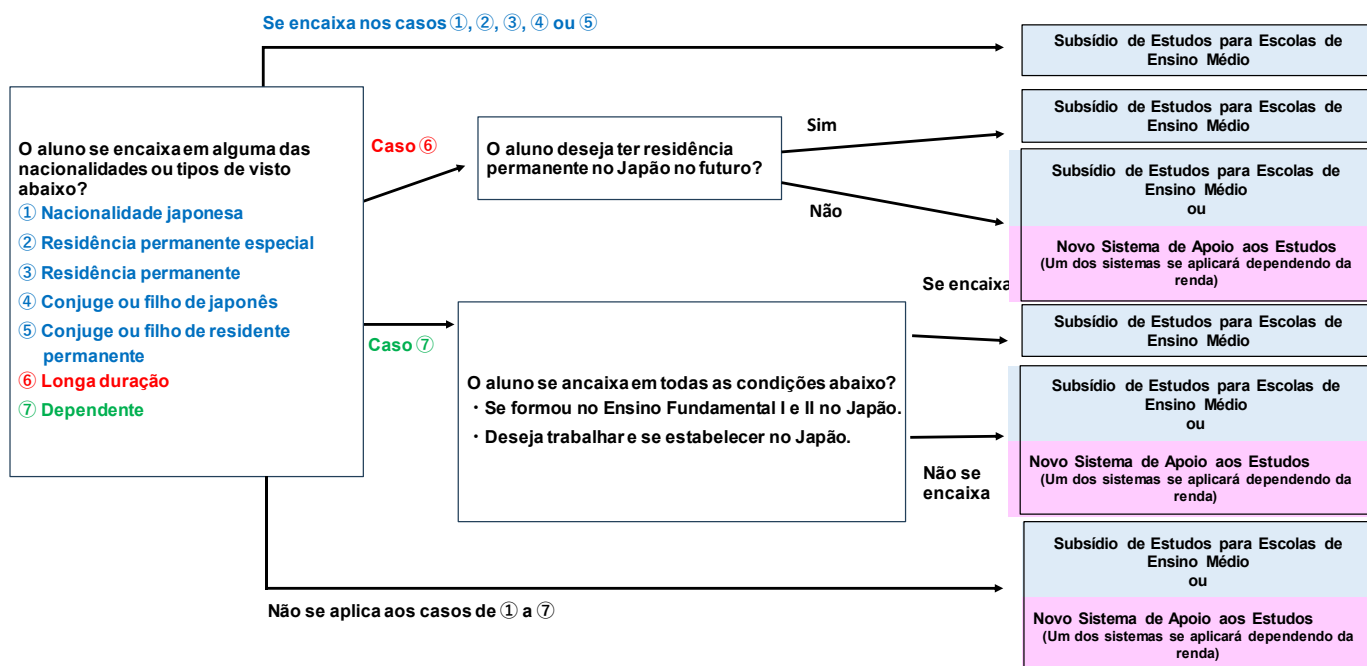 Se encaixa nos casos ①, ②, ③, ④ ou ⑤
Subsídio de Estudos para Escolas de
Ensino Médio
O aluno se encaixa em alguma das
nacionalidades ou tipos de visto
abaixo?
① Nacionalidade japonesa
② Residência permanente especial
③ Residência permanente
④ Conjuge ou filho de japonês
⑤ Conjuge ou filho de residente
permanente
⑥ Longa duração
⑦ Dependente
Caso ⑥
O aluno deseja ter residência
permanente no Japão no futuro?
Sim
Subsídio de Estudos para Escolas de
Ensino Médio
Não
Subsídio de Estudos para Escolas de
Ensino Médio
ou
Novo Sistema de Apoio aos Estudos
(Um dos sistemas se aplicará dependendo da
renda)
Caso ⑦
O aluno se ancaixa em todas as condições abaixo?
・Se formou no Ensino Fundamental I e II no Japão.
・Deseja trabalhar e se estabelecer no Japão.
Se encaixa
Subsídio de Estudos para Escolas de
Ensino Médio
Não se
encaixa
Subsídio de Estudos para Escolas de
Ensino Médio
ou
Novo Sistema de Apoio aos Estudos
(Um dos sistemas se aplicará dependendo da
renda)
Não se aplica aos casos de ① a ⑦
Subsídio de Estudos para Escolas de
Ensino Médio
ou
Novo Sistema de Apoio aos Estudos
(Um dos sistemas se aplicará dependendo da
renda)